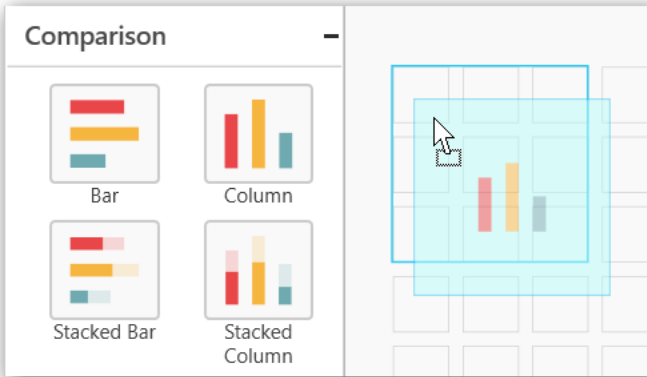 Comparison
Bar
Column
Stacked Bar
Stacked
Column